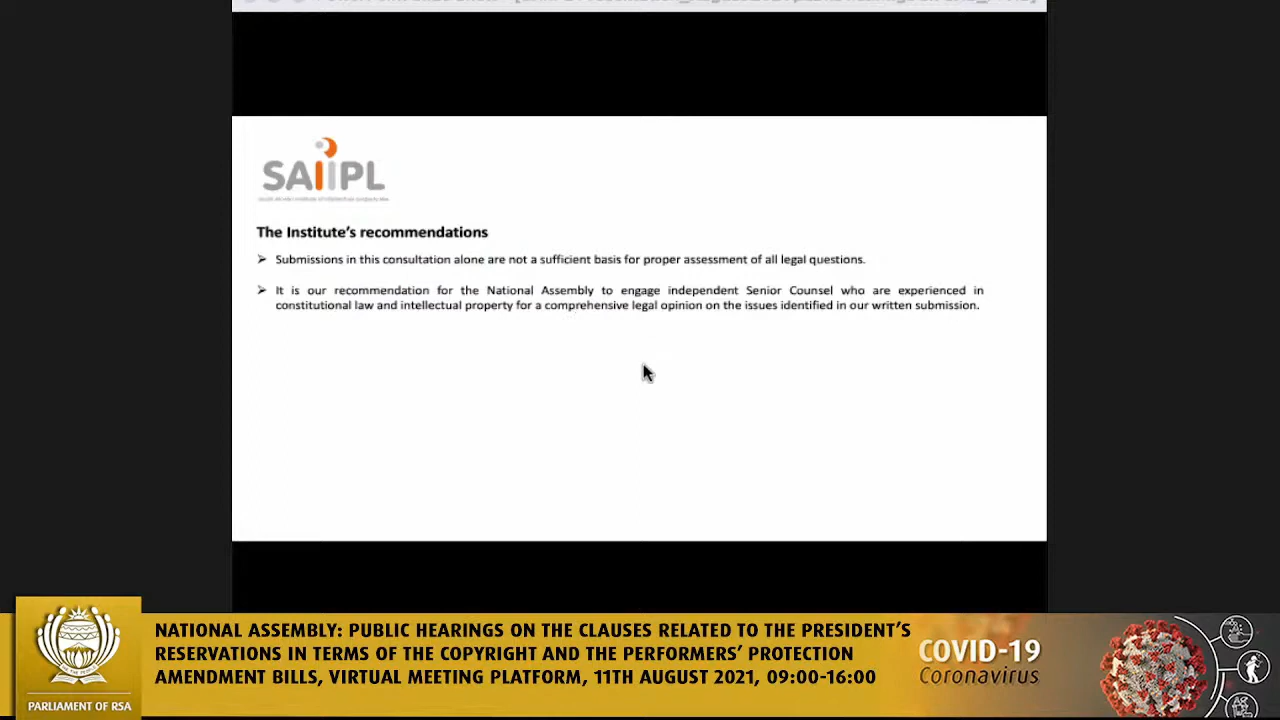 SAIIPL
The Institute's recommendations
➢ Submissions in this consultation alone are not a sufficient basis for proper assessment of all legal questions.
➢ It is our recommendation for the National Assembly to engage independent Senior Counsel who are experienced in
constitutional law and intellectual property for a comprehensive legal opinion on the issues identified in our written submission.
NATIONAL ASSEMBLY: PUBLIC HEARINGS ON THE CLAUSES RELATED TO THE PRESIDENT'S
RESERVATIONS IN TERMS OF THE COPYRIGHT AND THE PERFORMERS' PROTECTION
AMENDMENT BILLS, VIRTUAL MEETING PLATFORM, 11TH AUGUST 2021, 09:00-16:00
COVID-19
Coronavirus
PARLIAMENT OF RSA